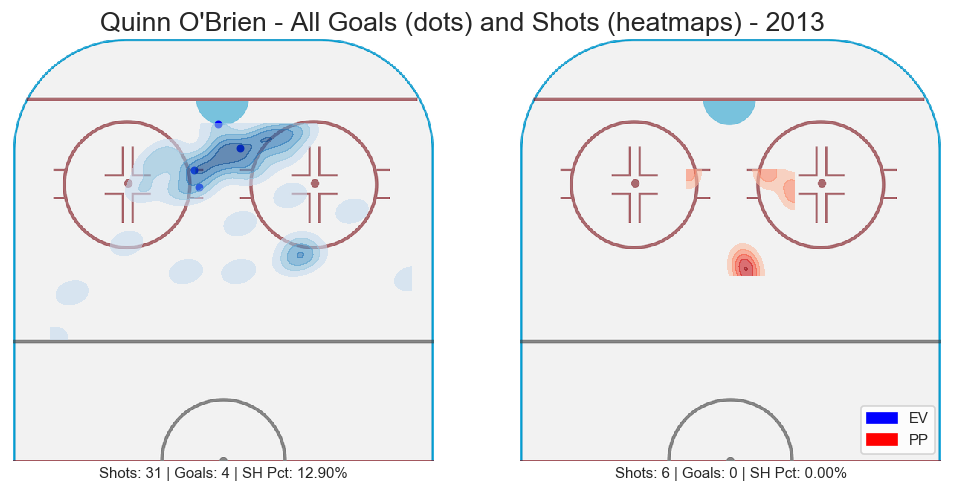 Quinn O'Brien - All Goals (dots) and Shots (heatmaps) - 2013
EV
PP
Shots: 31 | Goals: 4 | SH Pct: 12.90%
Shots: 6 | Goals: 0 | SH Pct: 0.00%